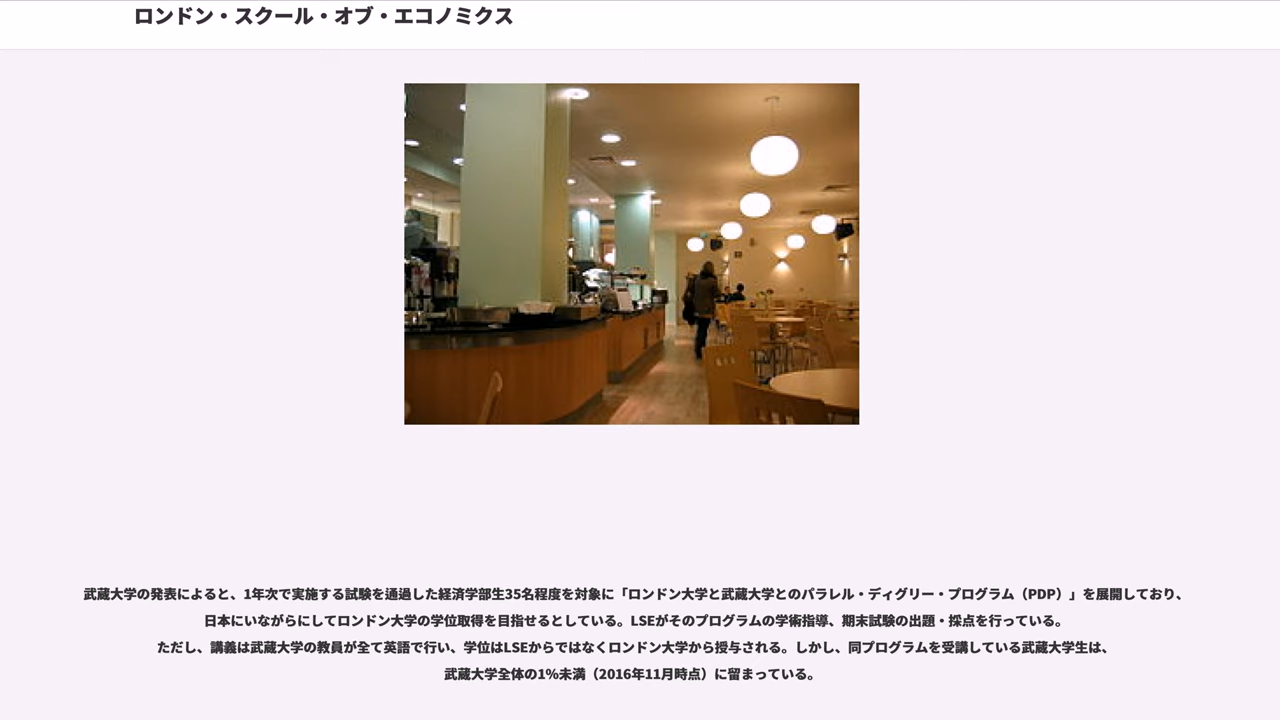 ロンドン・スクール・オブ・エコノミクス
武蔵大学の発表によると、1年次で実施する試験を通過した経済学部生35名程度を対象に「ロンドン大学と武蔵大学とのパラレル・ディグリー・プログラム（PDP）」を展開しており、
日本にいながらにしてロンドン大学の学位取得を目指せるとしている。LSEがそのプログラムの学術指導、期末試験の出題・採点を行っている。
ただし、講義は武蔵大学の教員が全て英語で行い、学位はLSEからではなくロンドン大学から授与される。しかし、同プログラムを受講している武蔵大学生は、
武蔵大学全体の1%未満（2016年11月時点）に留まっている。